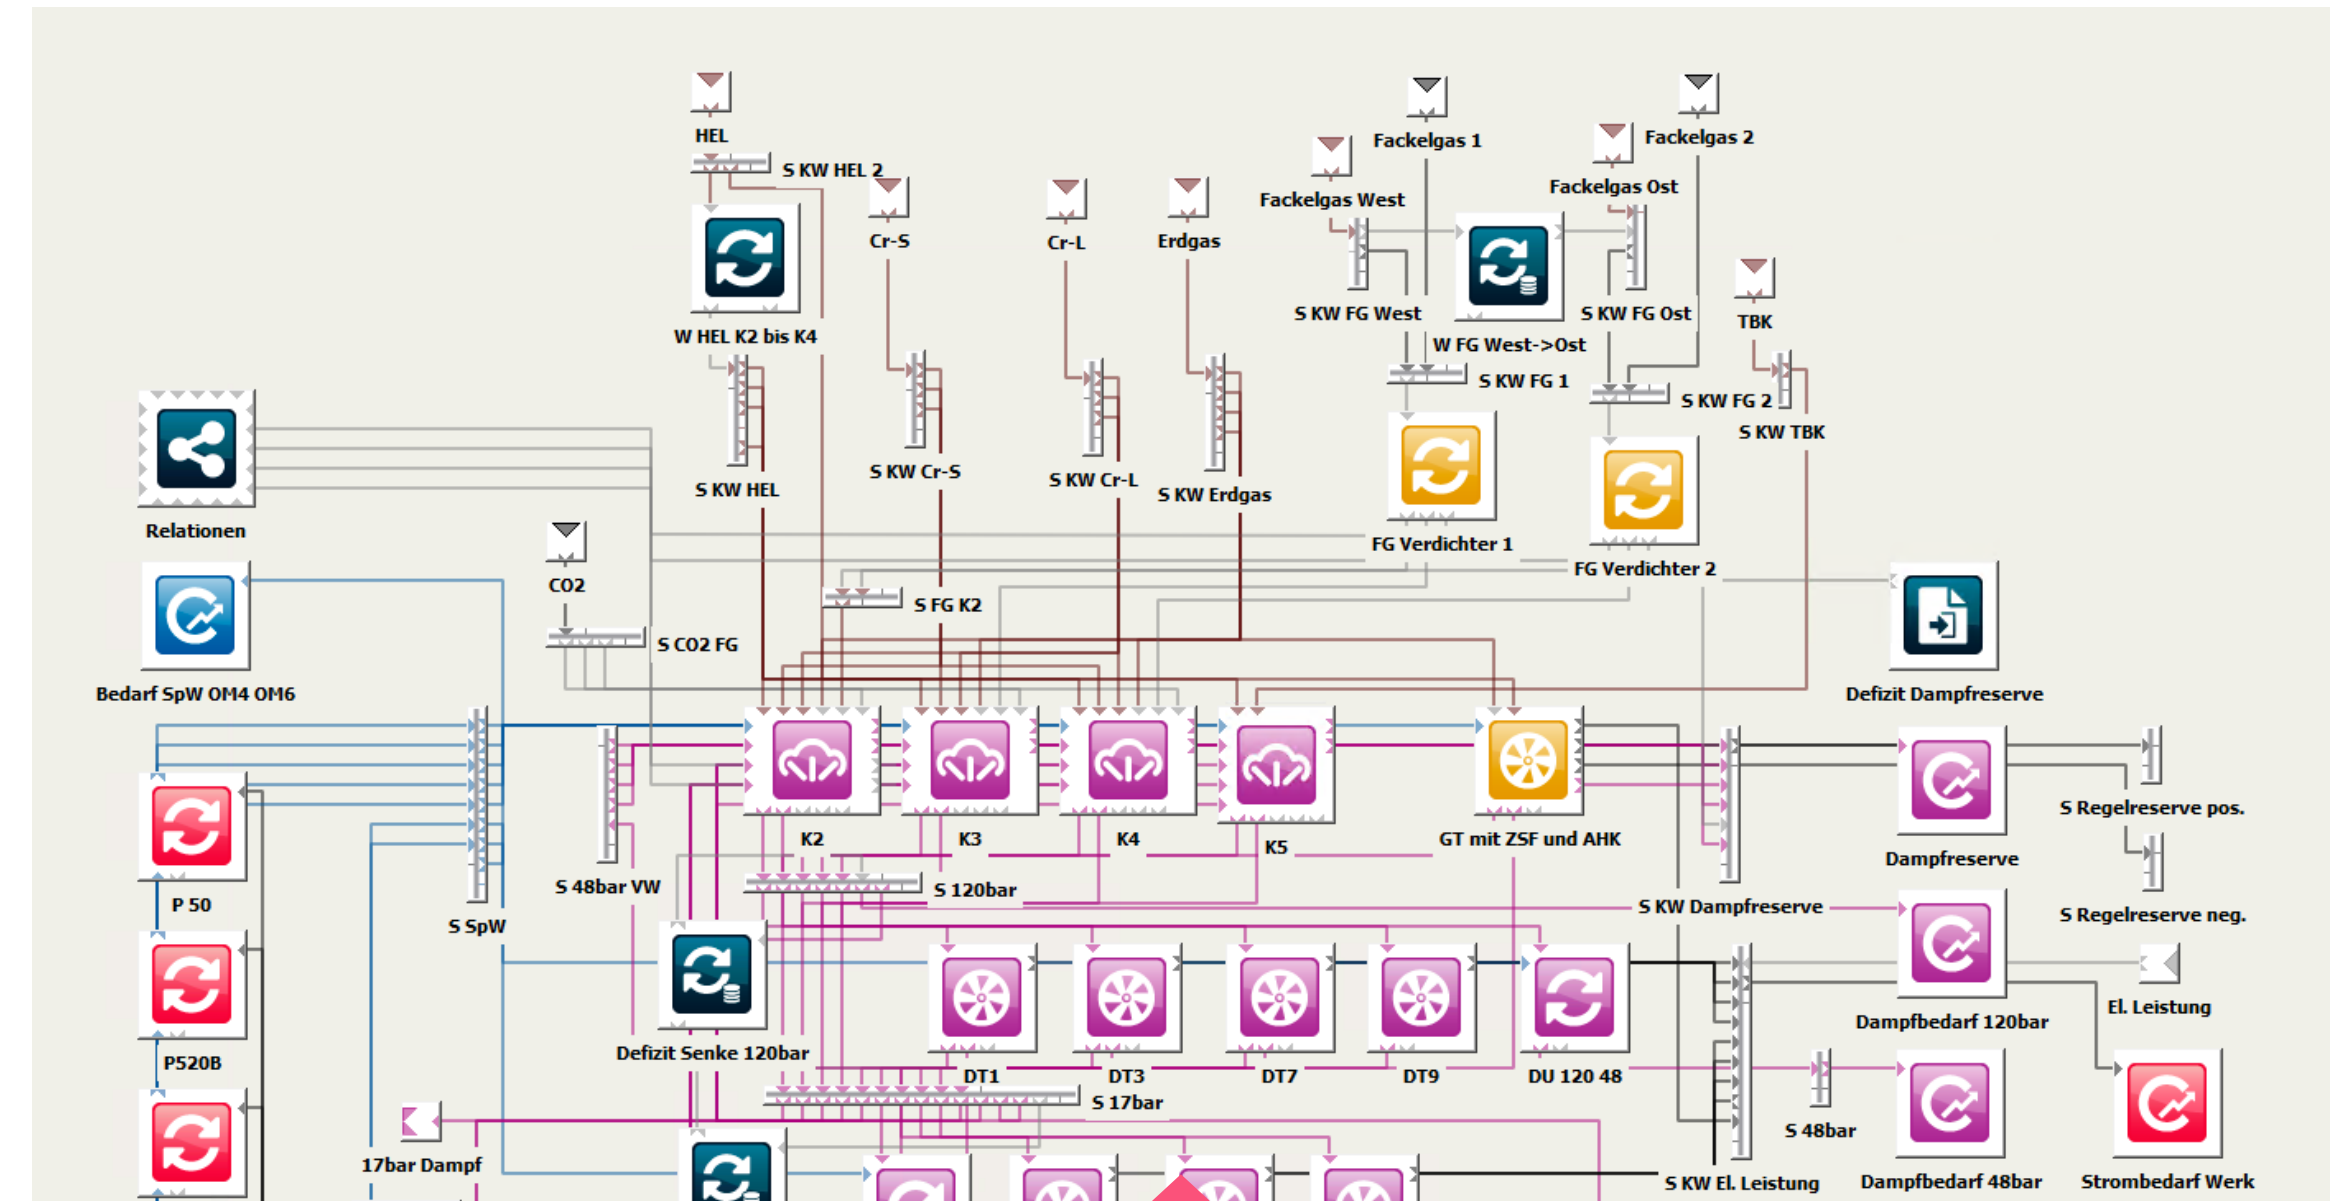 HEL
Fackelgas 1
Fackelgas 2
S KW HEL 2
Fackelgas West
Fackelgas Ost
Cr-S
Cr-L
Erdgas
S KW FG West
S KW FG Ost
TBK
W HEL K2 bis K4
W FG West->Ost
S KW FG 1
S KW FG 2
S KW TBK
S KW HEL
S KW Cr-S
S KW Cr-L
S KW Erdgas
Relationen
FG Verdichter 1
FG Verdichter 2
CO2
S FG K2
S CO2 FG
Bedarf SpW OM4 OM6
Defizit Dampfreserve
K2
K3
K4
K5
GT mit ZSF und AHK
S Regelreserve pos.
Dampfreserve
S 48bar VW
S 120bar
P 50
S SpW
S KW Dampfreserve
S Regelreserve neg.
El. Leistung
Dampfbedarf 120bar
Defizit Senke 120bar
P520B
DT1
DT3
DT7
DT9
DU 120 48
S 17bar
S 48bar
17bar Dampf
S KW El. Leistung
Dampfbedarf 48bar
Strombedarf Werk